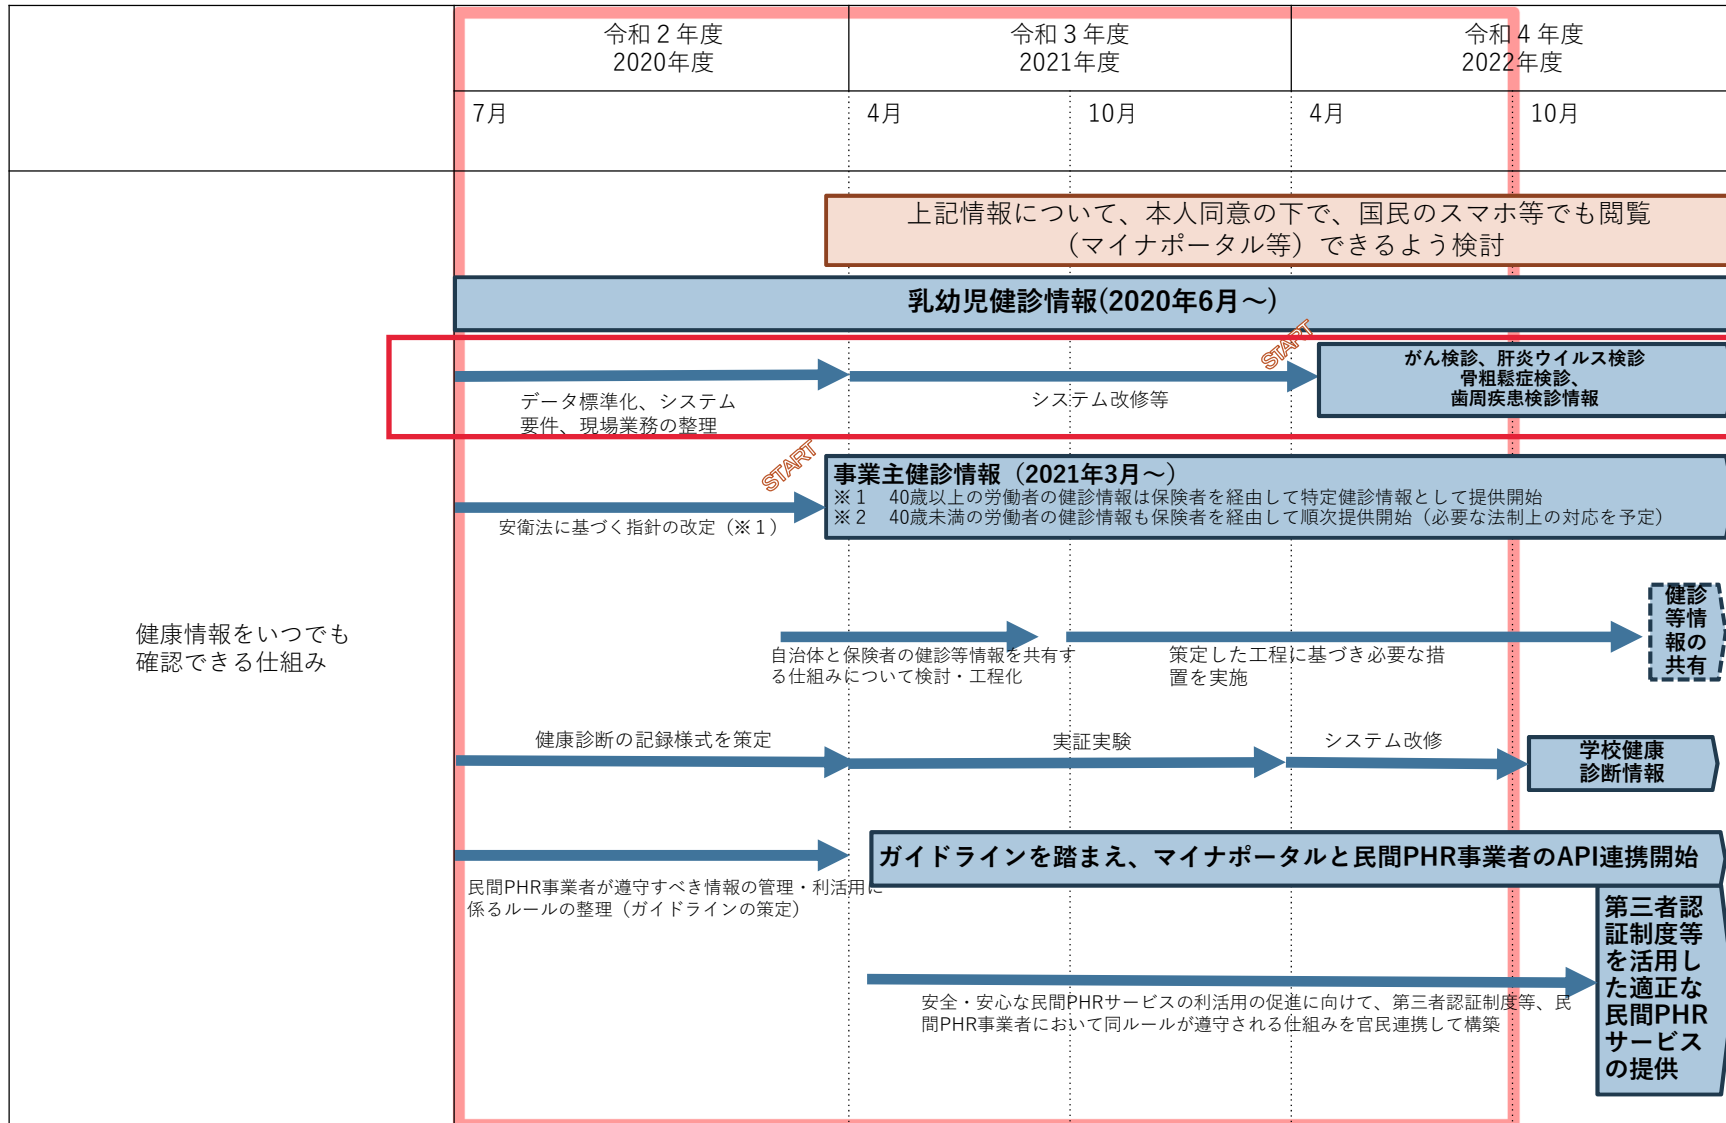 令和２年度
2020年度
令和３年度
2021年度
令和４年度
2022年度
7月
4月
10月
4月
10月
上記情報について、本人同意の下で、国民のスマホ等でも閲覧
（マイナポータル等）できるよう検討
乳幼児健診情報(2020年6月～)
START
がん検診、肝炎ウイルス検診
骨粗鬆症検診、
歯周疾患検診情報
データ標準化、システム
要件、現場業務の整理
システム改修等
START
事業主健診情報（2021年3月～）
※１　40歳以上の労働者の健診情報は保険者を経由して特定健診情報として提供開始
※２　40歳未満の労働者の健診情報も保険者を経由して順次提供開始（必要な法制上の対応を予定）
安衛法に基づく指針の改定（※１）
健康情報をいつでも
確認できる仕組み
自治体と保険者の健診等情報を共有す
る仕組みについて検討・工程化
策定した工程に基づき必要な措
置を実施
健診
等情
報の
共有
健康診断の記録様式を策定
実証実験
システム改修
学校健康
診断情報
ガイドラインを踏まえ、マイナポータルと民間PHR事業者のAPI連携開始
民間PHR事業者が遵守すべき情報の管理・利活用に
係るルールの整理（ガイドラインの策定）
第三者認
証制度等
を活用し
た適正な
民間PHR
サービス
の提供
安全・安心な民間PHRサービスの利活用の促進に向けて、第三者認証制度等、民
間PHR事業者において同ルールが遵守される仕組みを官民連携して構築